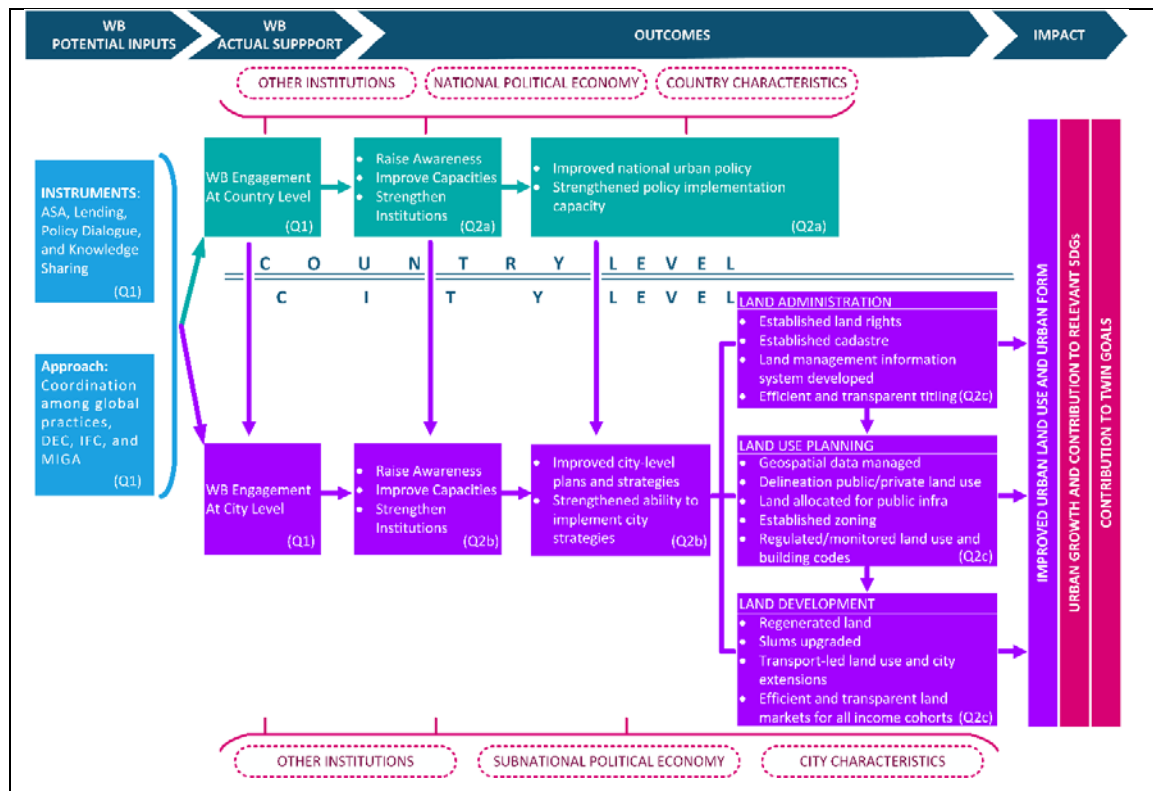 WB
POTENTIAL INPUTS
WB
ACTUAL SUPPPORT
OUTCOMES
IMPACT
OTHER INSTITUTIONS
NATIONAL POLITICAL ECONOMY
COUNTRY CHARACTERISTICS
INSTRUMENTS:
ASA, Lending,
Policy Dialogue,
and Knowledge
Sharing
(Q1)
Approach:
Coordination
among global
practices,
DEC, IFC, and
MIGA
(Q1)
WB Engagement
At Country Level
(Q1)
• Raise Awareness
• Improve Capacities
• Strengthen
Institutions
(Q2a)
• Improved national urban policy
• Strengthened policy implementation
capacity
(Q2a)
COUNTRY LEVEL
CITY LEVEL
WB Engagement
At City Level
(Q1)
• Raise Awareness
• Improve Capacities
• Strengthen
Institutions
(Q2b)
• Improved city-level
plans and strategies
• Strengthened ability to
implement city
strategies
(Q2b)
LAND ADMINISTRATION
• Established land rights
• Established cadastre
• Land management information
system developed
• Efficient and transparent titling (Q2c)
LAND USE PLANNING
• Geospatial data managed
• Delineation public/private land use
• Land allocated for public infra
• Established zoning
• Regulated/monitored land use and
building codes (Q2c)
LAND DEVELOPMENT
• Regenerated land
• Slums upgraded
• Transport-led land use and city
extensions
• Efficient and transparent land
markets for all income cohorts (Q2c)
IMPROVED URBAN LAND USE AND URBAN FORM
URBAN GROWTH AND CONTRIBUTION TO RELEVANT SDGs
CONTRIBUTION TO TWIN GOALS
OTHER INSTITUTIONS
SUBNATIONAL POLITICAL ECONOMY
CITY CHARACTERISTICS